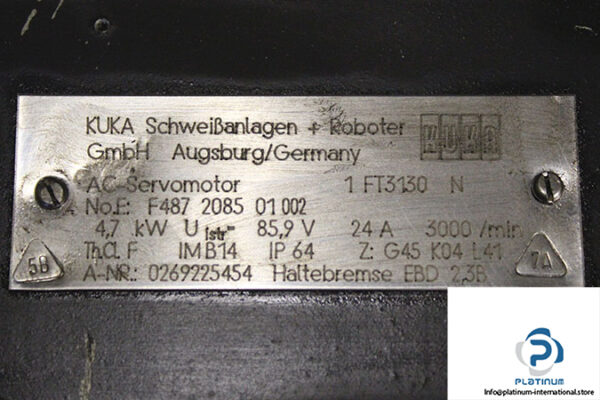 KUKA Schweißanlagen + Roboter KUKA
GmbH Augsburg/Germany
AC-Servomotor 1 FT3130 N
No.E: F487 2085 01 002
4,7 kW U istr 85,9 V 24 A 3000 /min
Th.Cl. F IM B14 IP 64 Z: G45 K04 L41
5B A-NR.: 0269225454 Haltebremse EBD 2,3B 7A
PLATINUM
Info@platinum-international.store